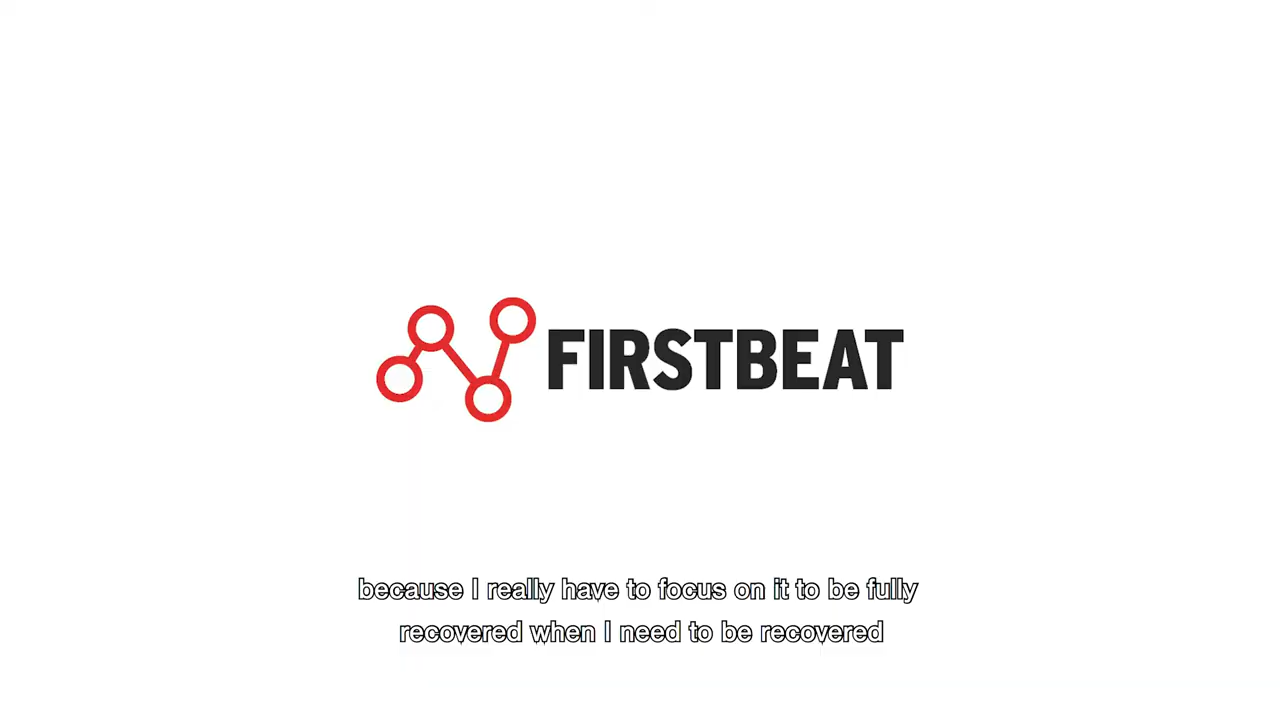 FIRSTBEAT
because I really have to focus on it to be fully
recovered when I need to be recovered